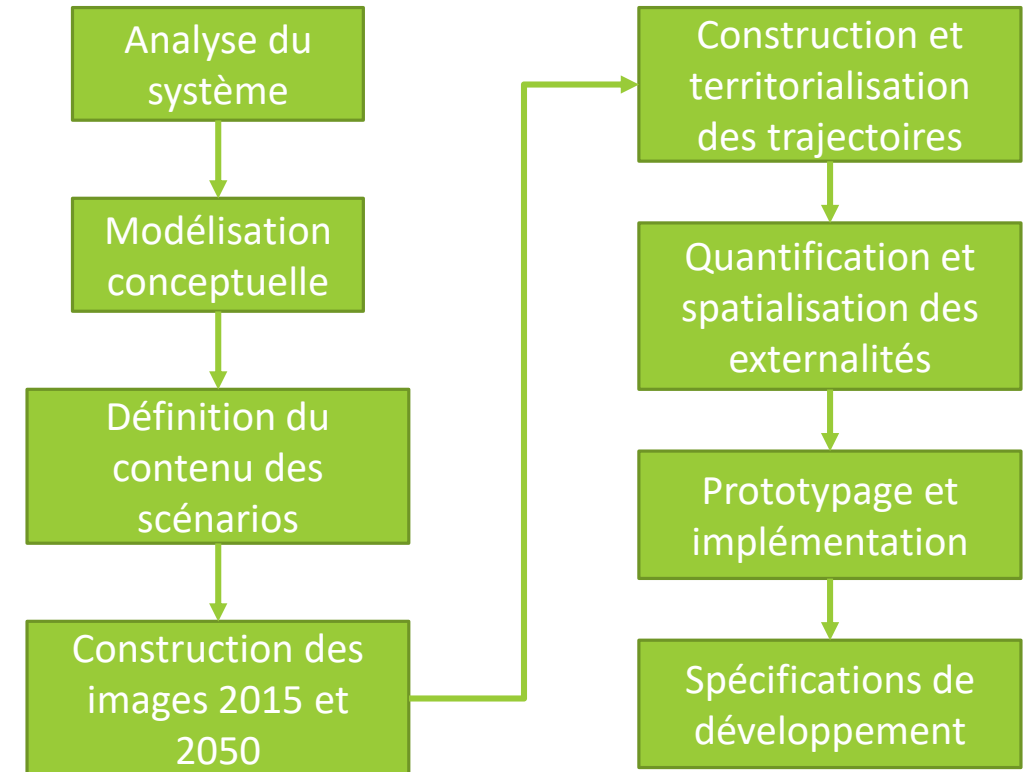 Analyse du
système
Modélisation
conceptuelle
Définition du
contenu des
scénarios
Construction des
images 2015 et
2050
Construction et
territorialisation
des trajectoires
Quantification et
spatialisation des
externalités
Prototypage et
implémentation
Spécifications de
développement